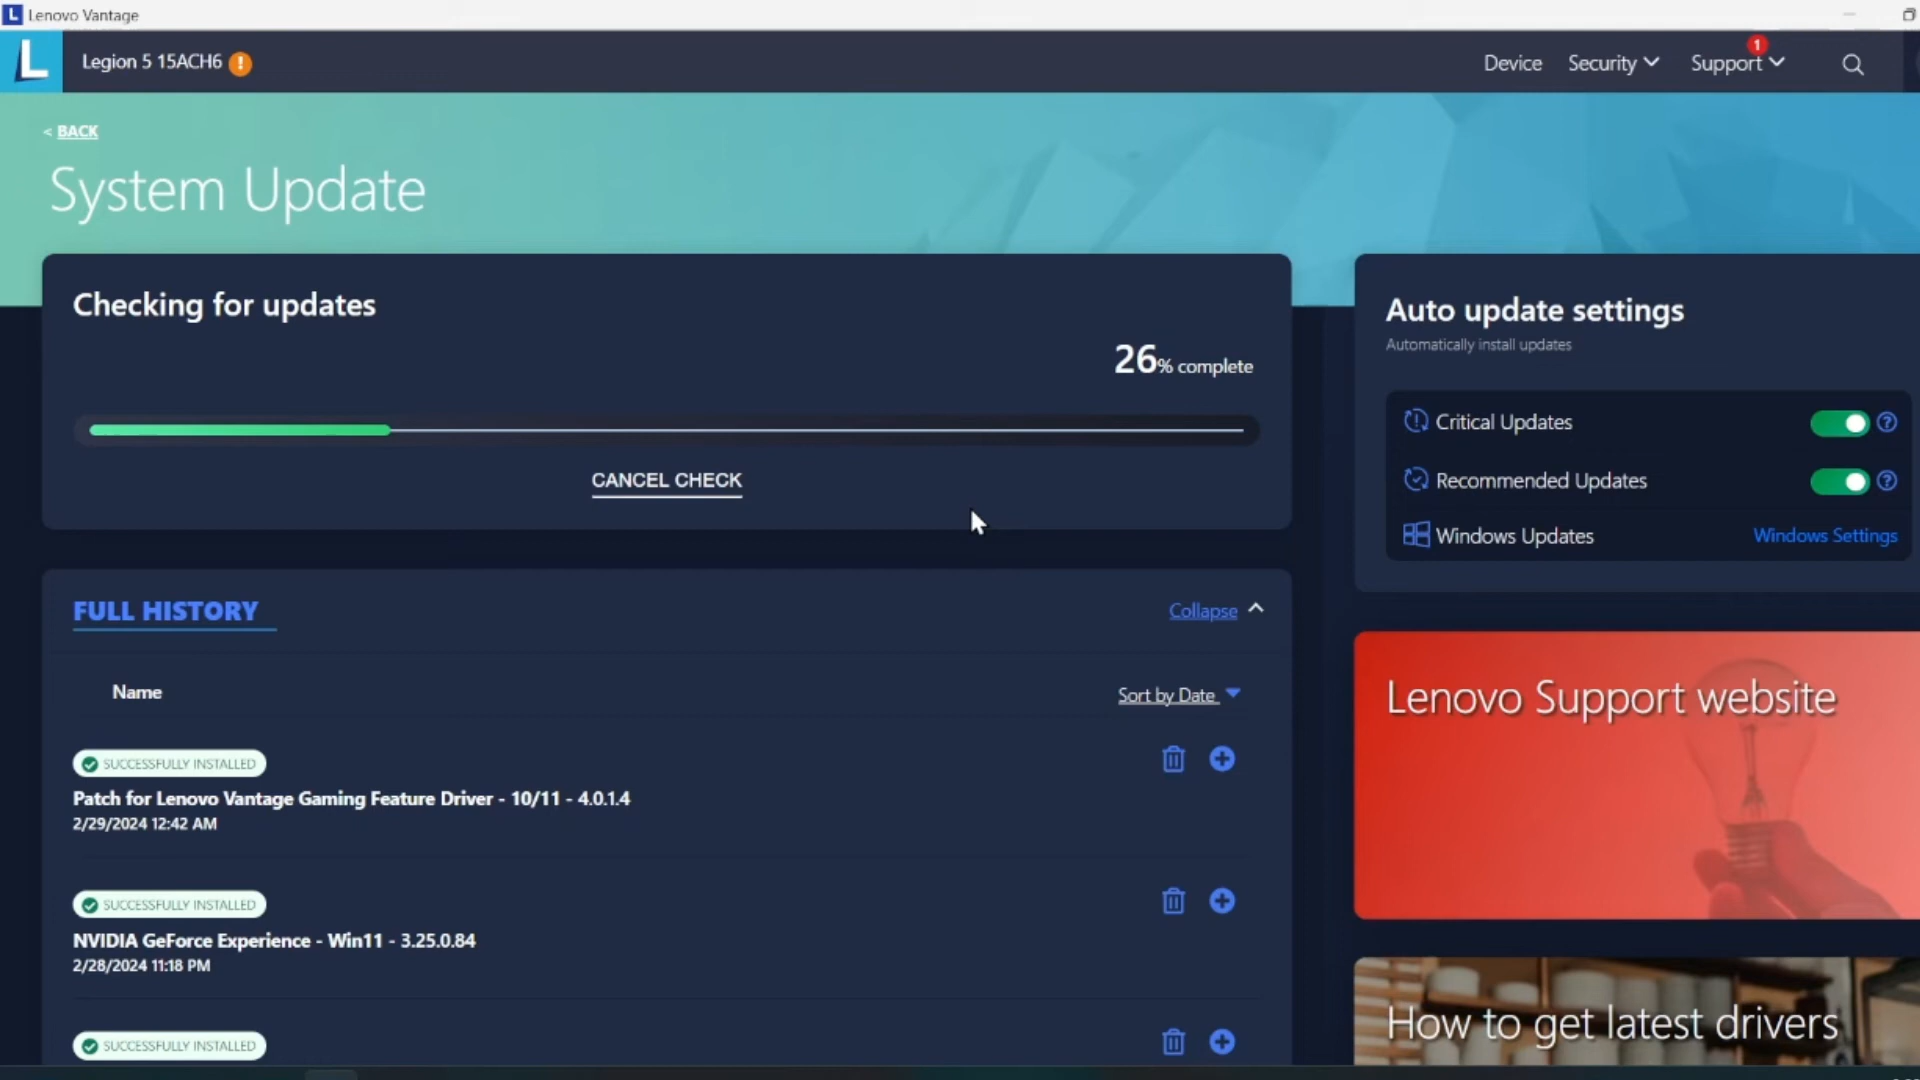 Lenovo Vantage
Legion 5 15ACH6
Device
Security
Support
1
< BACK
System Update
Checking for updates
26% complete
CANCEL CHECK
Auto update settings
Automatically install updates
Critical Updates
Recommended Updates
Windows Updates
Windows Settings
FULL HISTORY
Collapse
Name
Sort by Date
SUCCESSFULLY INSTALLED
Patch for Lenovo Vantage Gaming Feature Driver - 10/11 - 4.0.1.4
2/29/2024 12:42 AM
SUCCESSFULLY INSTALLED
NVIDIA GeForce Experience - Win11 - 3.25.0.84
2/28/2024 11:18 PM
SUCCESSFULLY INSTALLED
Lenovo Support website
How to get latest drivers